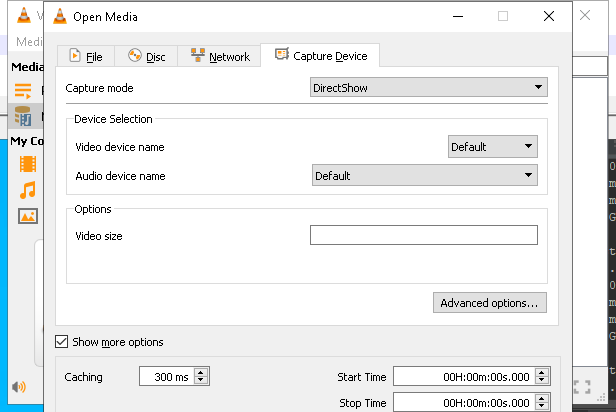 Open Media
Medi
File
Disc
Network
Capture Device
Media
Capture mode
DirectShow
Device Selection
My Co
Video device name
Default
Audio device name
Default
Options
Video size
Advanced options...
Show more options
Caching
300 ms
Start Time
00H:00m:00s.000
Stop Time
00H:00m:00s.000